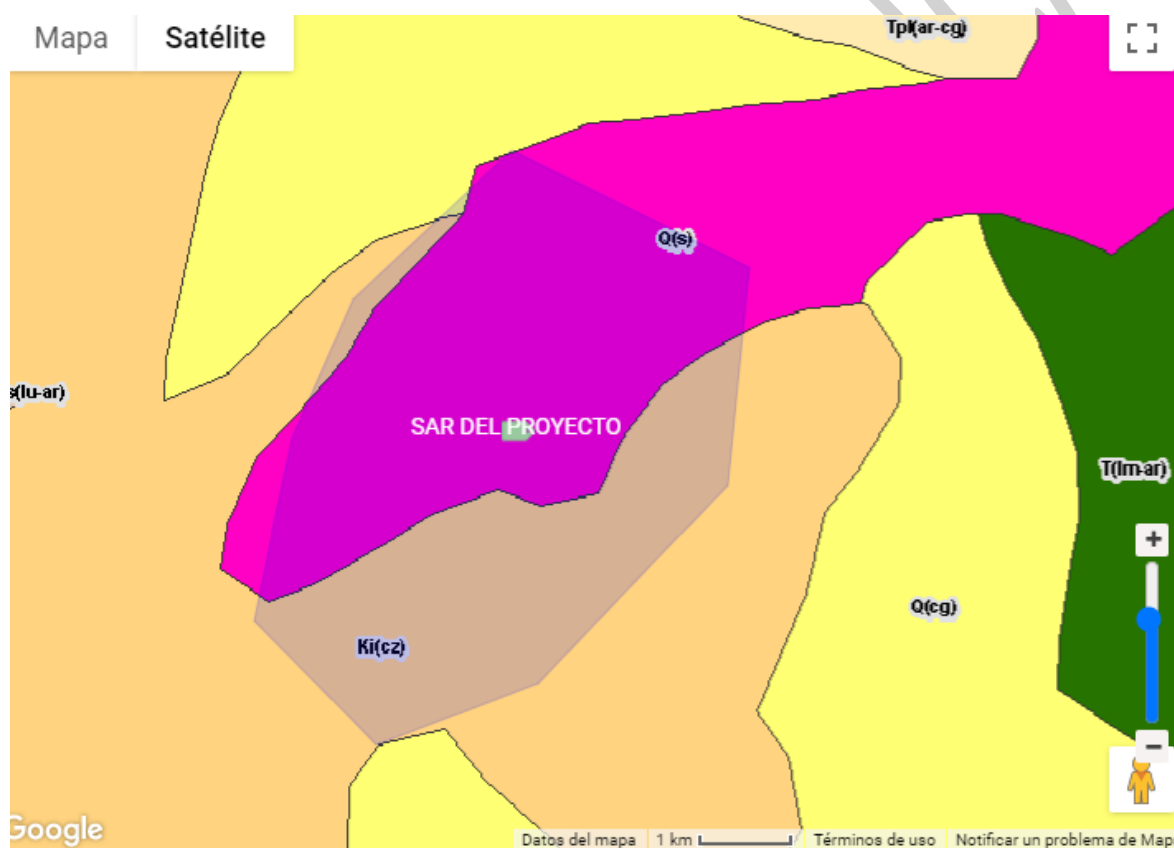 Mapa
Satélite
Tpl(ar-cg)
Q(s)
s(lu-ar)
SAR DEL PROYECTO
T(lm-ar)
+
Q(cg)
Ki(cz)
−
Google
Datos del mapa
1 km
Términos de uso
Notificar un problema de Map